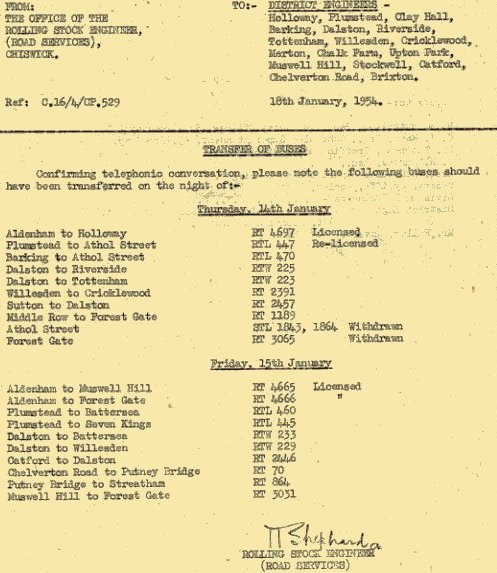 FROM:
THE OFFICE OF THE
ROLLING STOCK ENGINEER,
(ROAD SERVICES),
CHISWICK.
TO:- DISTRICT ENGINEERS -
Holloway, Plumstead, Clay Hall,
Barking, Dalston, Riverside,
Tottenham, Willesden, Cricklewood,
Merton, Chalk Farm, Upton Park,
Muswell Hill, Stockwell, Catford,
Chelverton Road, Brixton.
Ref: C.16/4/CP.529
18th January, 1954.
TRANSFER OF BUSES
Confirming telephonic conversation, please note the following buses should
have been transferred on the night of:-
Thursday, 14th January
Aldenham to Holloway RT 4697 Licensed
Plumstead to Athol Street RTL 447 Re-licensed
Barking to Athol Street RTL 470
Dalston to Riverside RTW 225
Dalston to Tottenham RTW 223
Willesden to Cricklewood RT 2391
Sutton to Dalston RT 2457
Middle Row to Forest Gate RT 1189
Athol Street STL 1843, 1864 Withdrawn
Forest Gate RT 3065 Withdrawn
Friday, 15th January
Aldenham to Muswell Hill RT 4665 Licensed
Aldenham to Forest Gate RT 4666 "
Plumstead to Battersea RTL 460
Plumstead to Seven Kings RTL 445
Dalston to Battersea RTW 233
Dalston to Willesden RTW 229
Catford to Dalston RT 2446
Chelverton Road to Putney Bridge RT 70
Putney Bridge to Streatham RT 864
Muswell Hill to Forest Gate RT 3031
ROLLING STOCK ENGINEER
(ROAD SERVICES)